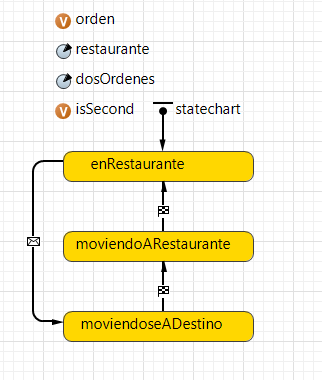 orden
restaurante
dosOrdenes
isSecond
statechart
enRestaurante
moviendoARestaurante
moviendoseADestino